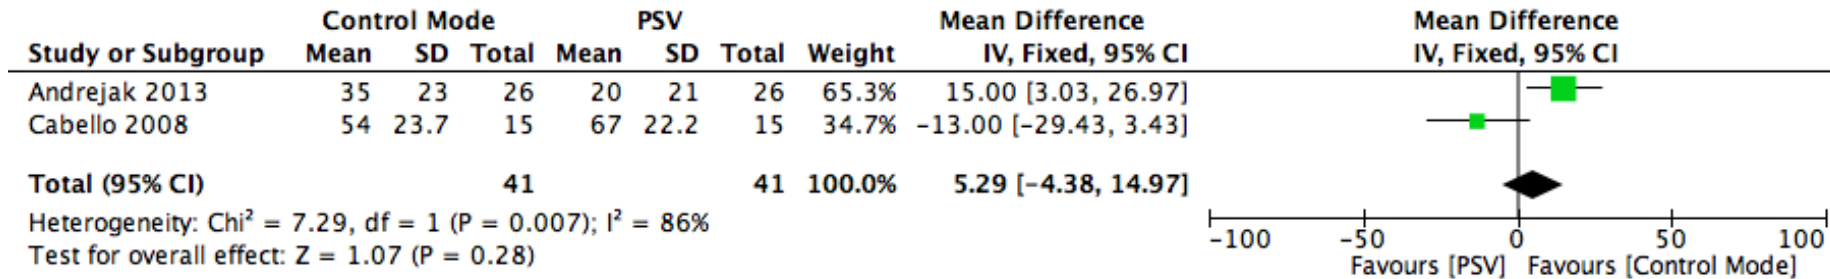 Control Mode PSV Mean Difference Mean Difference
Study or Subgroup Mean SD Total Mean SD Total Weight IV, Fixed, 95% CI IV, Fixed, 95% CI
Andrejak 2013 35 23 26 20 21 26 65.3% 15.00 [3.03, 26.97]
Cabello 2008 54 23.7 15 67 22.2 15 34.7% -13.00 [-29.43, 3.43]
Total (95% CI) 41 41 100.0% 5.29 [-4.38, 14.97]
Heterogeneity: Chi² = 7.29, df = 1 (P = 0.007); I² = 86%
Test for overall effect: Z = 1.07 (P = 0.28)
-100 -50 0 50 100
Favours [PSV] Favours [Control Mode]